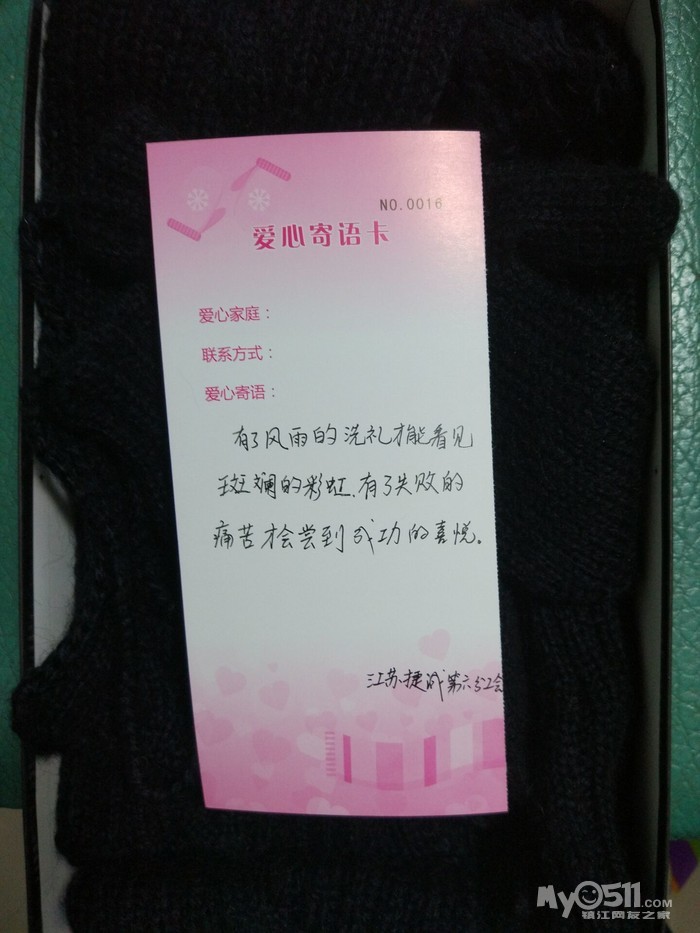 NO.0016
爱心寄语卡
爱心家庭：
联系方式：
爱心寄语：
有了风雨的洗礼才能看见
斑斓的彩虹、有了失败的
痛苦才会尝到成功的喜悦。
江苏捷诚第六分工会
My0511.COM
镇江网友之家